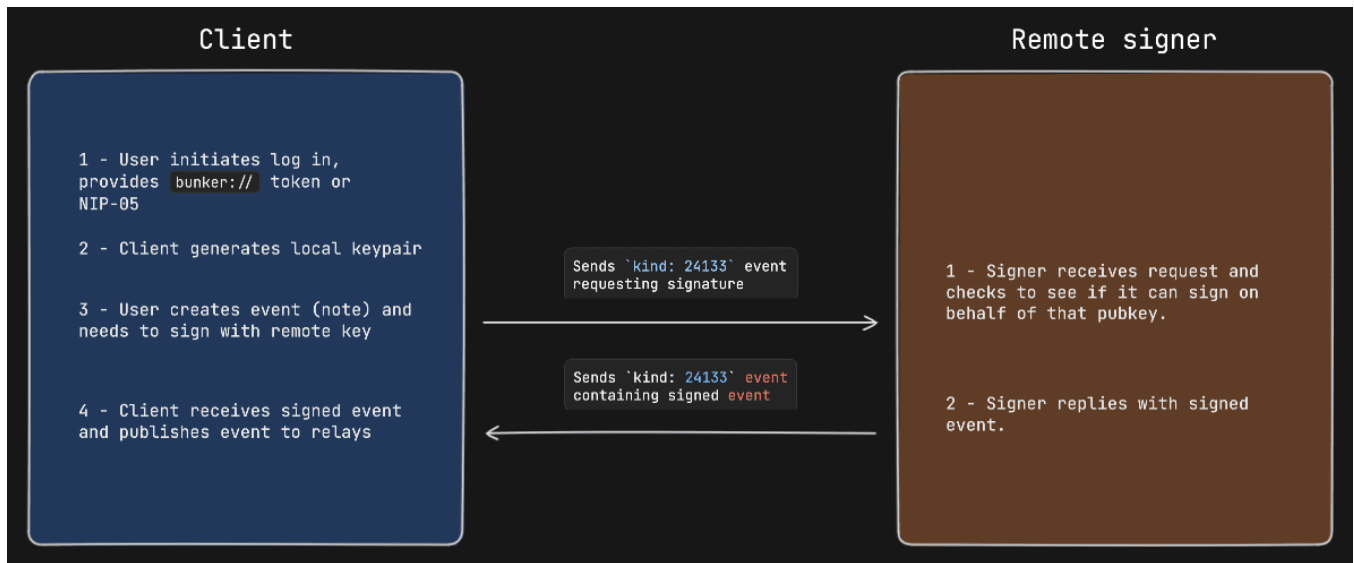 Client
Remote signer
1 - User initiates log in,
provides bunker:// token or
NIP-05
2 - Client generates local keypair
3 - User creates event (note) and
needs to sign with remote key
4 - Client receives signed event
and publishes event to relays
Sends `kind: 24133` event
requesting signature
Sends `kind: 24133` event
containing signed event
1 - Signer receives request and
checks to see if it can sign on
behalf of that pubkey.
2 - Signer replies with signed
event.